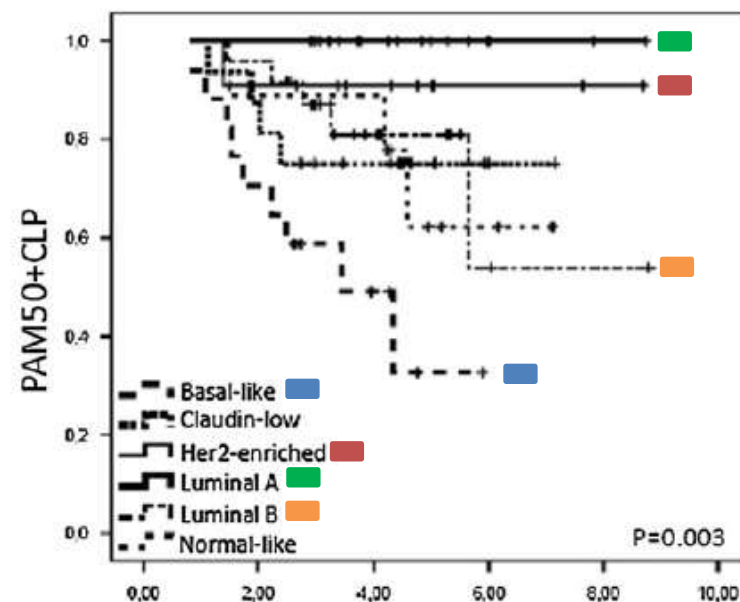 PAM50+CLP
1.0
0.8
0.6
0.4
0.2
0.0
Basal-like
Claudin-low
Her2-enriched
Luminal A
Luminal B
Normal-like
P=0.003
0,00 2,00 4,00 6,00 8,00 10,00